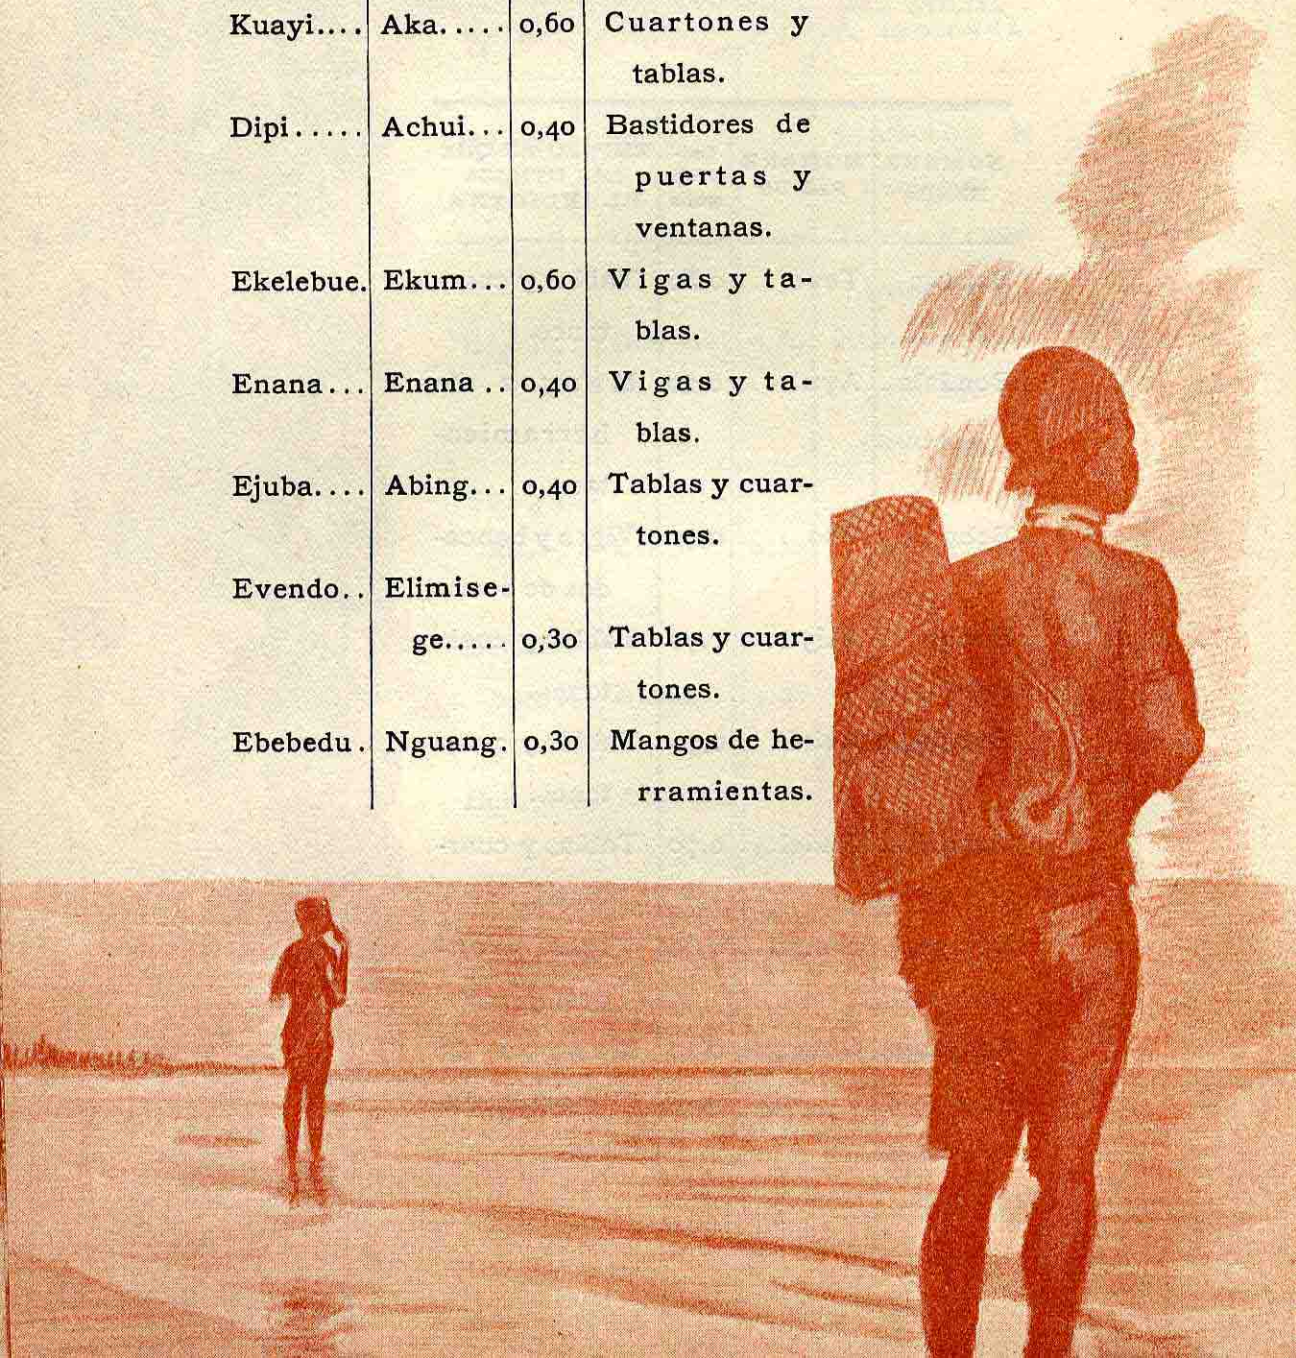 Kuayi.... Aka..... 0,60 Cuartones y
tablas.
Dipi..... Achui... 0,40 Bastidores de
puertas y
ventanas.
Ekelebue. Ekum... 0,60 Vigas y ta-
blas.
Enana... Enana .. 0,40 Vigas y ta-
blas.
Ejuba.... Abing... 0,40 Tablas y cuar-
tones.
Evendo.. Elimise-
ge..... 0,30 Tablas y cuar-
tones.
Ebebedu. Nguang. 0,30 Mangos de he-
rramientas.